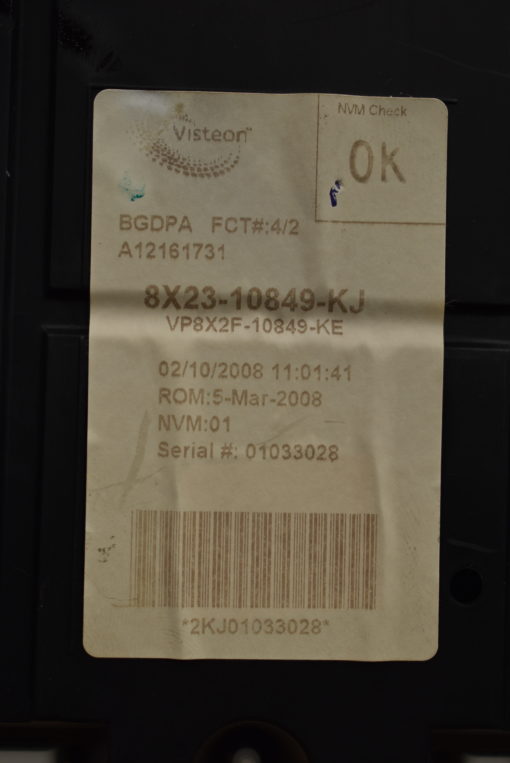 Visteon™
NVM Check
OK
BGDPA FCT#:4/2
A12161731
8X23-10849-KJ
VP8X2F-10849-KE
02/10/2008 11:01:41
ROM:5-Mar-2008
NVM:01
Serial #: 01033028
*2KJ01033028*